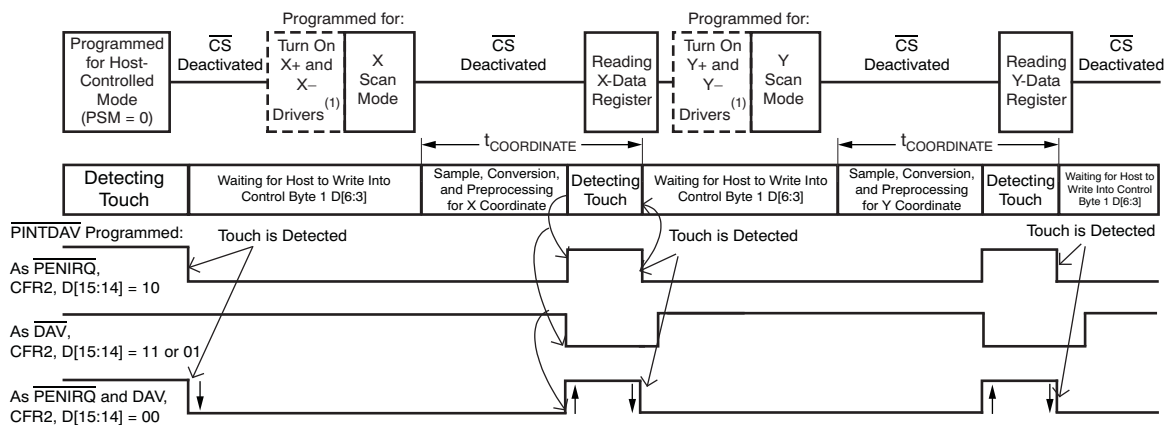 Programmed for:
Programmed for:
Programmed
for Host-
Controlled
Mode
(PSM = 0)
CS
Deactivated
Turn On
X+ and
X–
Drivers (1)
X
Scan
Mode
CS
Deactivated
Reading
X-Data
Register
Turn On
Y+ and
Y–
Drivers (1)
Y
Scan
Mode
CS
Deactivated
Reading
Y-Data
Register
CS
Deactivated
tCOORDINATE
tCOORDINATE
Detecting
Touch
Waiting for Host to Write Into
Control Byte 1 D[6:3]
Sample, Conversion,
and Preprocessing
for X Coordinate
Detecting
Touch
Waiting for Host to Write Into
Control Byte 1 D[6:3]
Sample, Conversion,
and Preprocessing
for Y Coordinate
Detecting
Touch
Waiting for Host to
Write Into Control
Byte 1 D[6:3]
PINTDAV Programmed:
Touch is Detected
Touch is Detected
Touch is Detected
As PENIRQ,
CFR2, D[15:14] = 10
As DAV,
CFR2, D[15:14] = 11 or 01
As PENIRQ and DAV,
CFR2, D[15:14] = 00